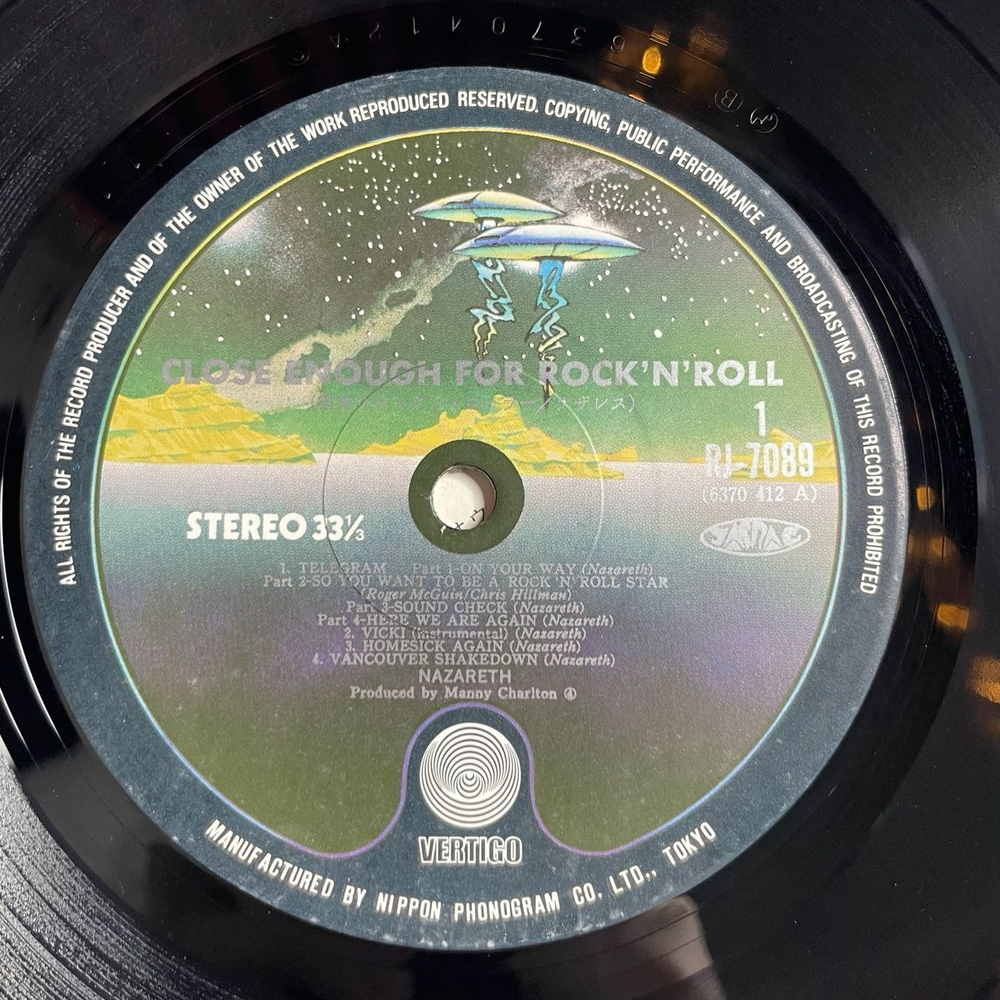 6370412 A
ALL RIGHTS OF THE RECORD PRODUCER AND OF THE OWNER OF THE WORK REPRODUCED RESERVED. COPYING, PUBLIC PERFORMANCE AND BROADCASTING OF THIS RECORD PROHIBITED
CLOSE ENOUGH FOR ROCK'N'ROLL
1
RJ-7089
(6370 412 A)
STEREO 33⅓
1. TELEGRAM Part 1-ON YOUR WAY (Nazareth)
Part 2-SO YOU WANT TO BE A ROCK 'N' ROLL STAR
(Roger McGuin/Chris Hillman)
Part 3-SOUND CHECK (Nazareth)
Part 4-HERE WE ARE AGAIN (Nazareth)
2. VICKI (instrumental) (Nazareth)
3. HOMESICK AGAIN (Nazareth)
4. VANCOUVER SHAKEDOWN (Nazareth)
NAZARETH
Produced by Manny Charlton ④
VERTIGO
MANUFACTURED BY NIPPON PHONOGRAM CO, LTD., TOKYO